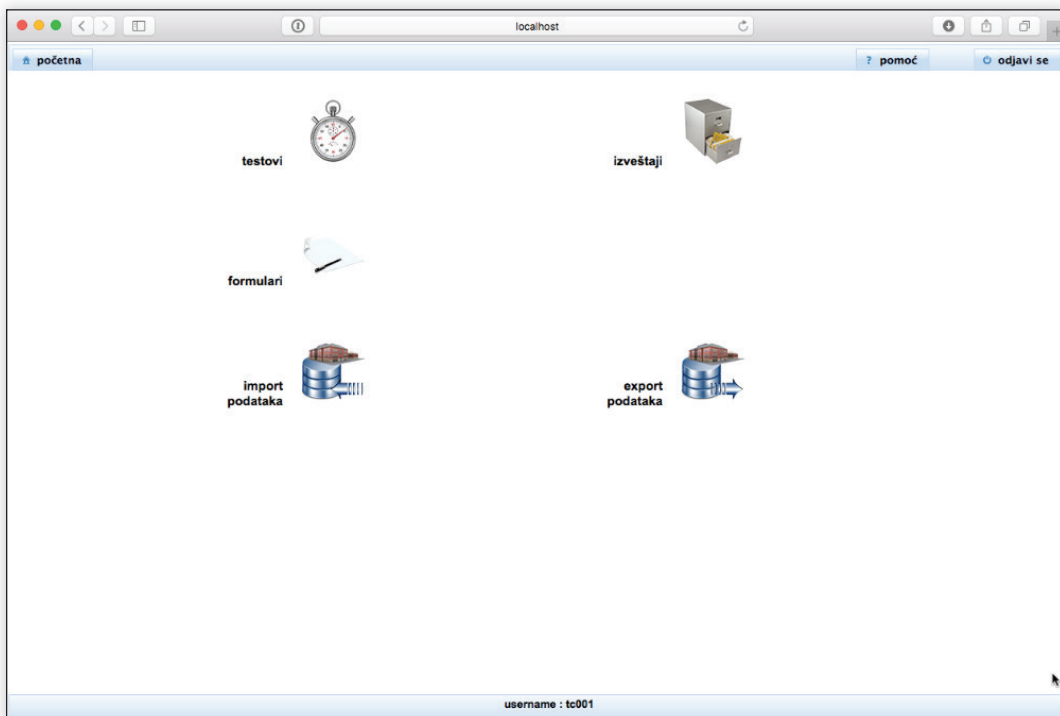 localhost
početna
? pomoć
odjavi se
testovi
izveštaji
formulari
import
podataka
export
podataka
username : tc001